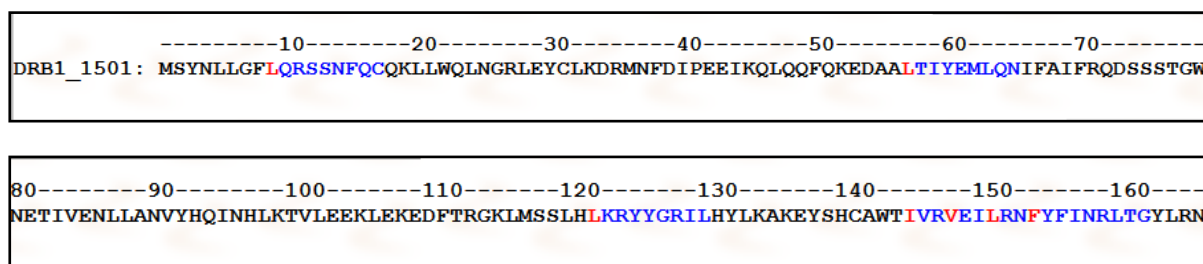 ---------10--------20--------30--------40--------50--------60--------70--------
DRB1_1501: MSYNLLGFLQRSSNFQCQKLLWQLNGRLEYCLKDRMNFDIPEEIKQLQQFQKEDAALTIYEMLQNIFAIFRQDSSSTGW
80--------90--------100-------110-------120-------130-------140-------150-------160----
NETIVENLLANVYHQINHLKTVLEEKLEKEDFTRGKLMSSLHLKRYYGRILHYLKAKEYSHCAWTIVRVEILRNFYFINRLTGYLRN